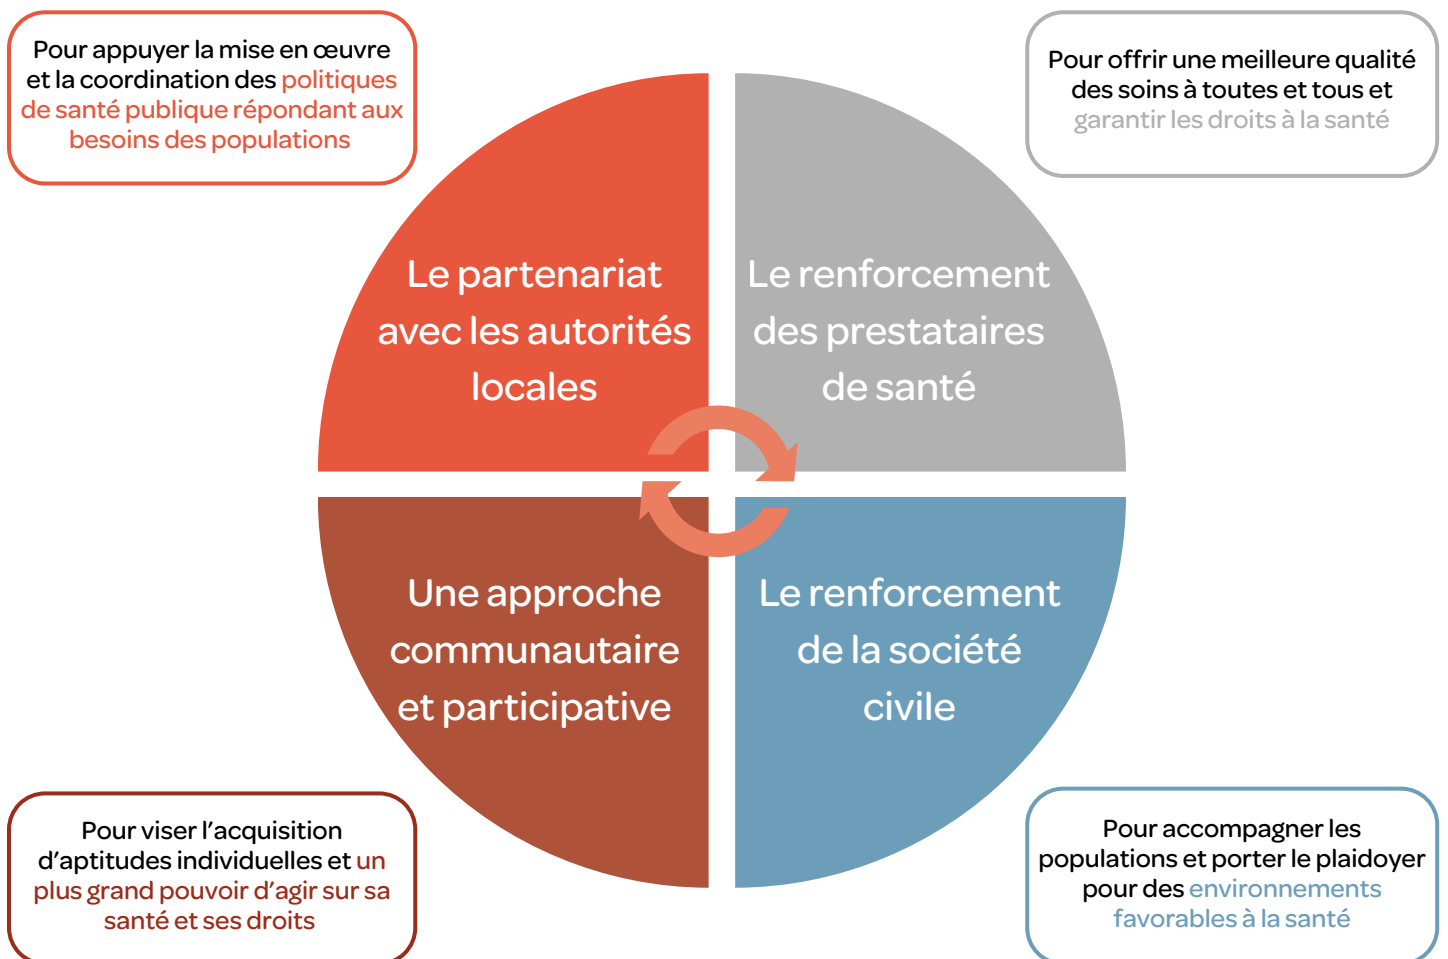 Pour appuyer la mise en œuvre
et la coordination des politiques
de santé publique répondant aux
besoins des populations
Pour offrir une meilleure qualité
des soins à toutes et tous et
garantir les droits à la santé
Le partenariat
avec les autorités
locales
Le renforcement
des prestataires
de santé
Une approche
communautaire
et participative
Le renforcement
de la société
civile
Pour viser l’acquisition
d’aptitudes individuelles et un
plus grand pouvoir d’agir sur sa
santé et ses droits
Pour accompagner les
populations et porter le plaidoyer
pour des environnements
favorables à la santé